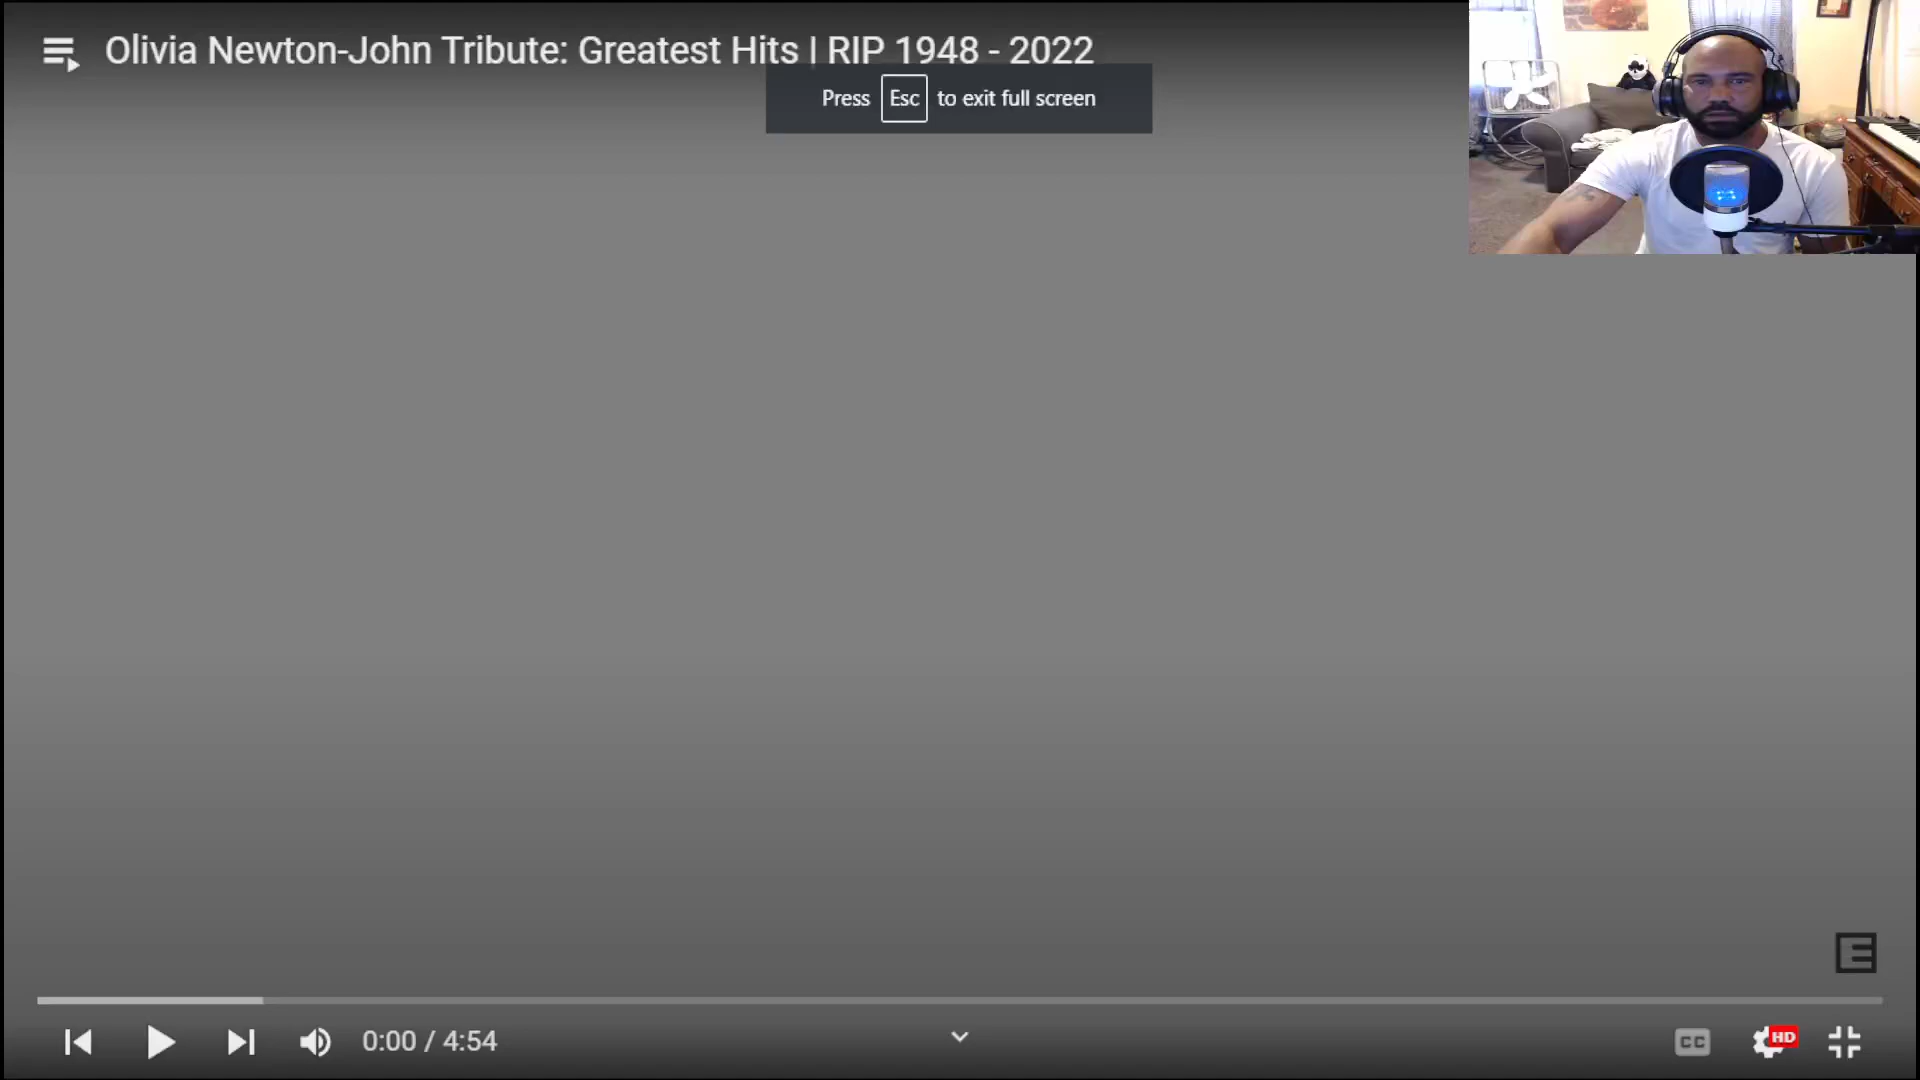 Olivia Newton-John Tribute: Greatest Hits | RIP 1948 - 2022
Press Esc to exit full screen
0:00 / 4:54
CC
HD